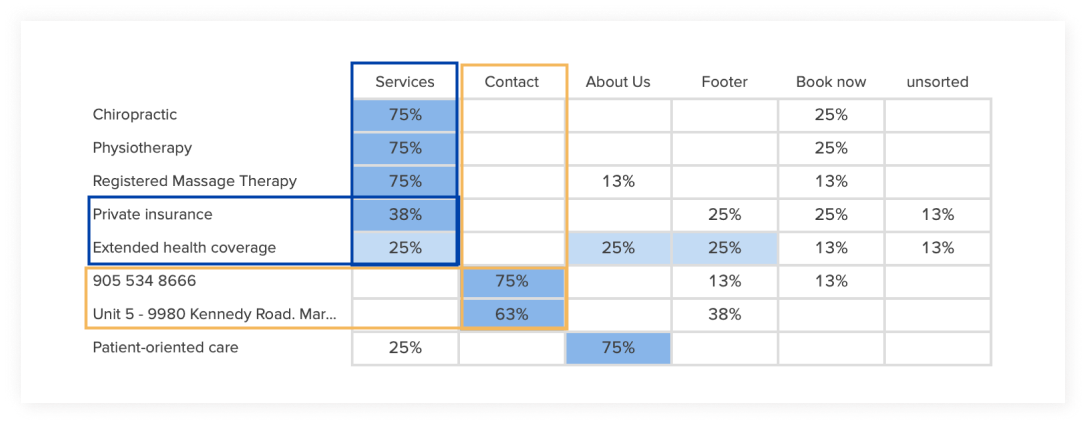 Services Contact About Us Footer Book now unsorted
Chiropractic 75% 25%
Physiotherapy 75% 25%
Registered Massage Therapy 75% 13% 13%
Private insurance 38% 25% 25% 13%
Extended health coverage 25% 25% 25% 13% 13%
905 534 8666 75% 13% 13%
Unit 5 - 9980 Kennedy Road. Mar... 63% 38%
Patient-oriented care 25% 75%